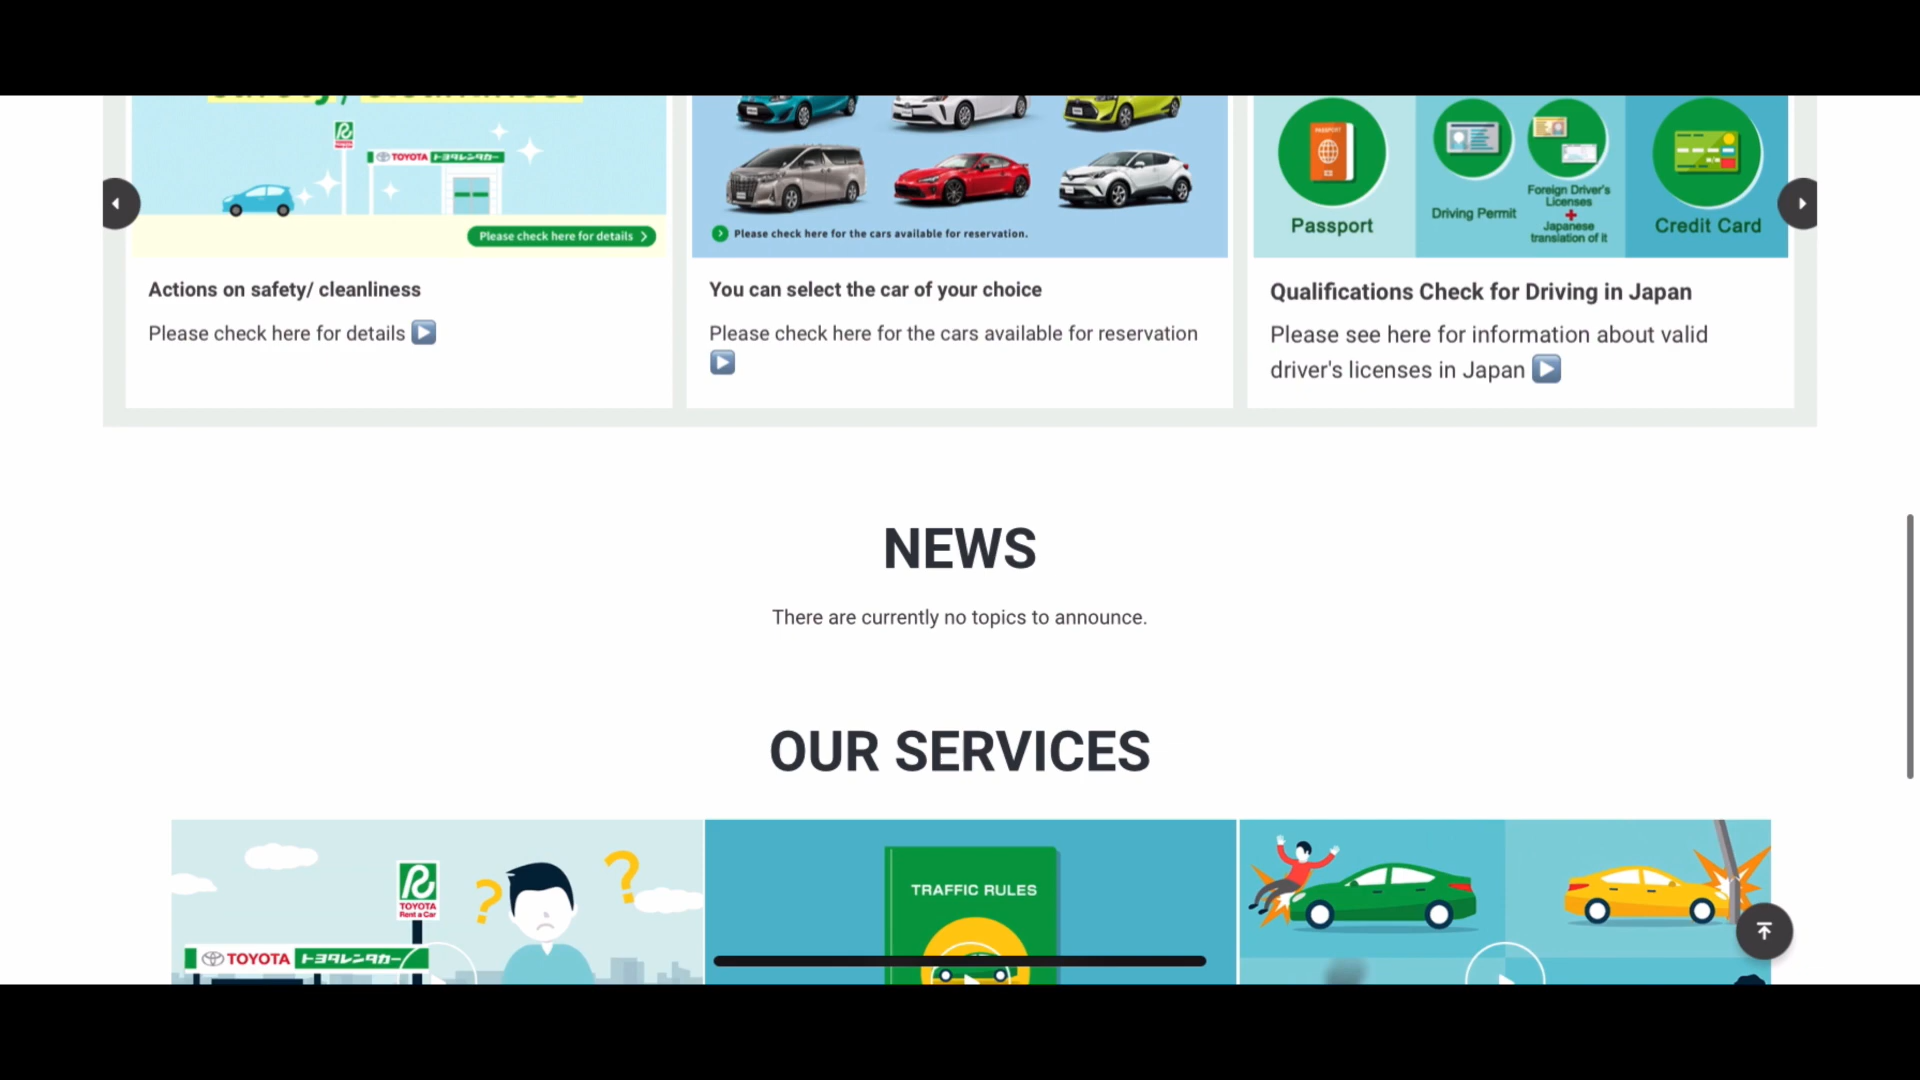 TOYOTA トヨタレンタカー
Please check here for details
Actions on safety/ cleanliness
Please check here for details
Please check here for the cars available for reservation.
You can select the car of your choice
Please check here for the cars available for reservation
PASSPORT
Passport
Driving Permit
Foreign Driver's
Licenses
+
Japanese
translation of it
Credit Card
Qualifications Check for Driving in Japan
Please see here for information about valid
driver's licenses in Japan
NEWS
There are currently no topics to announce.
OUR SERVICES
R
TOYOTA
Rent a Car
? ?
TOYOTA トヨタレンタカー
TRAFFIC RULES